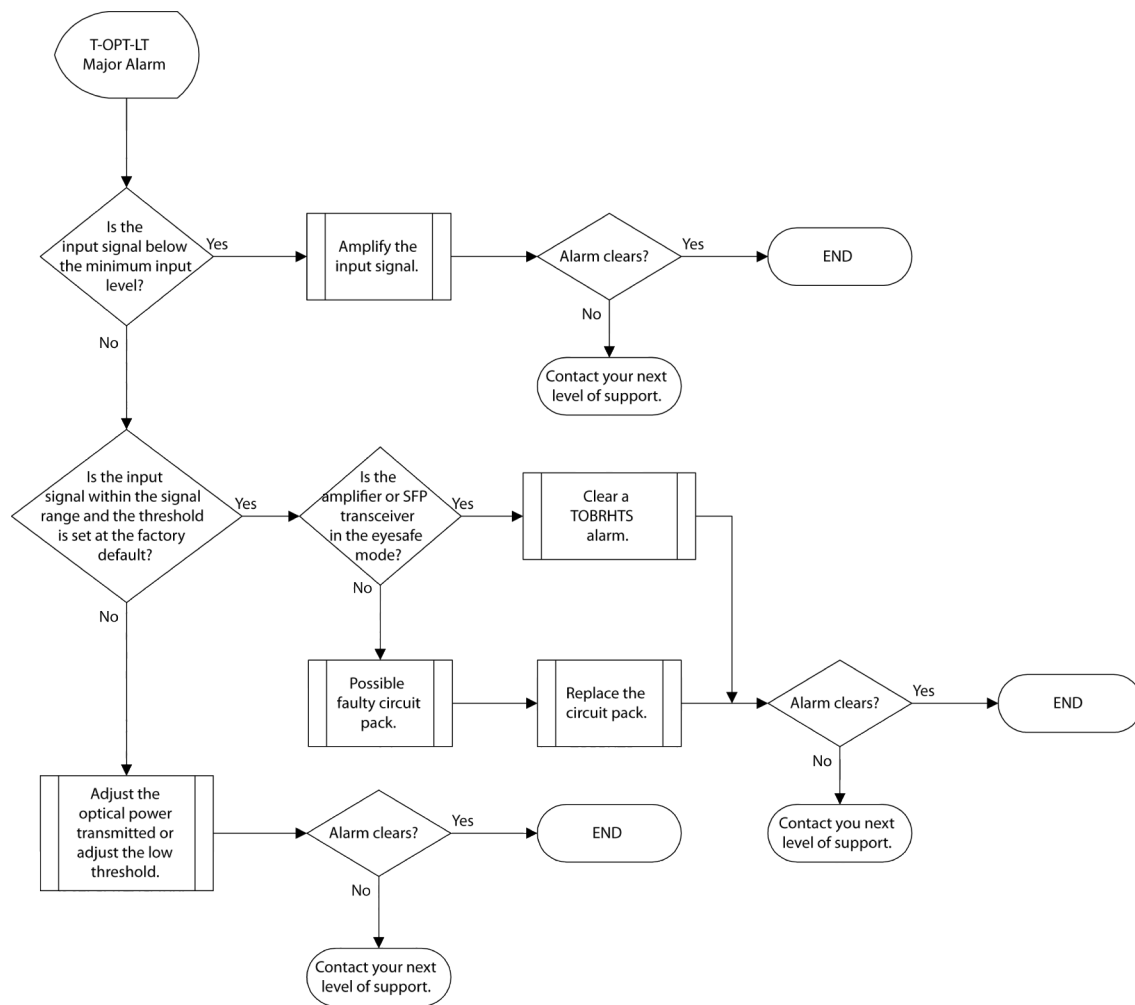 T-OPT-LT
Major Alarm
Is the
input signal below
the minimum input
level?
Yes
Amplify the
input signal.
Alarm clears?
Yes
END
No
Contact your next
level of support.
No
Is the input
signal within the signal
range and the threshold
is set at the factory
default?
Yes
Is the
amplifier or SFP
transceiver
in the eyesafe
mode?
Yes
Clear a
TOBRHTS
alarm.
No
Possible
faulty circuit
pack.
Replace the
circuit pack.
Alarm clears?
Yes
END
No
Contact you next
level of support.
No
Adjust the
optical power
transmitted or
adjust the low
threshold.
Alarm clears?
Yes
END
No
Contact your next
level of support.